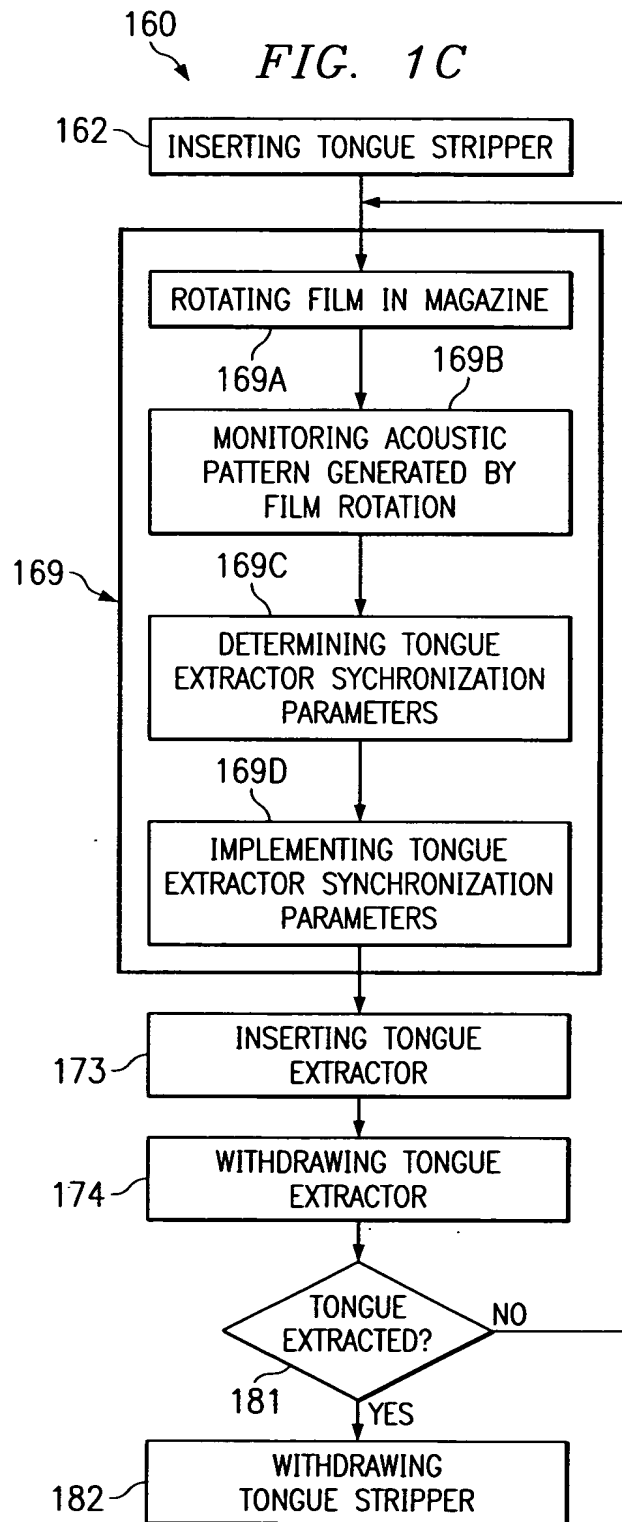 160
FIG. 1C
162
INSERTING TONGUE STRIPPER
ROTATING FILM IN MAGAZINE
169A
169B
MONITORING ACOUSTIC
PATTERN GENERATED BY
FILM ROTATION
169
169C
DETERMINING TONGUE
EXTRACTOR SYCHRONIZATION
PARAMETERS
169D
IMPLEMENTING TONGUE
EXTRACTOR SYNCHRONIZATION
PARAMETERS
173
INSERTING TONGUE
EXTRACTOR
174
WITHDRAWING TONGUE
EXTRACTOR
TONGUE
EXTRACTED?
NO
181
YES
182
WITHDRAWING
TONGUE STRIPPER